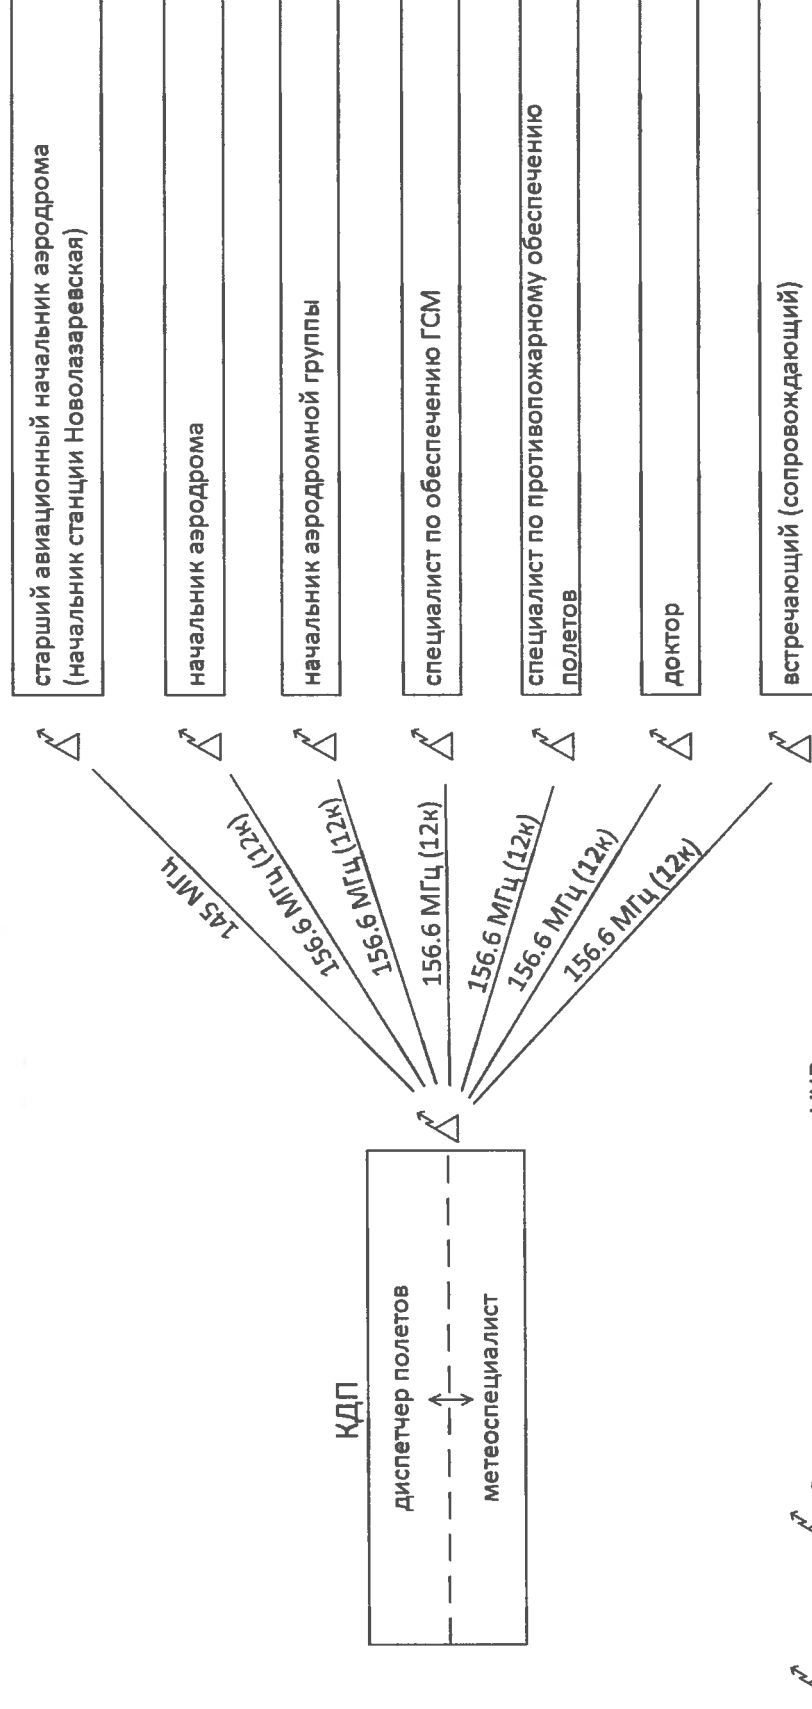 старший авиационный начальник аэродрома
(начальник станции Новолазаревская)
145 МГц
начальник аэродрома
156.6 МГц (12к)
начальник аэродромной группы
156.6 МГц (12к)
КДП
диспетчер полетов
метеоспециалист
специалист по обеспечению ГСМ
156.6 МГц (12к)
специалист по противопожарному обеспечению
полетов
156.6 МГц (12к)
доктор
156.6 МГц (12к)
встречающий (сопровождающий)
156.6 МГц (12к)